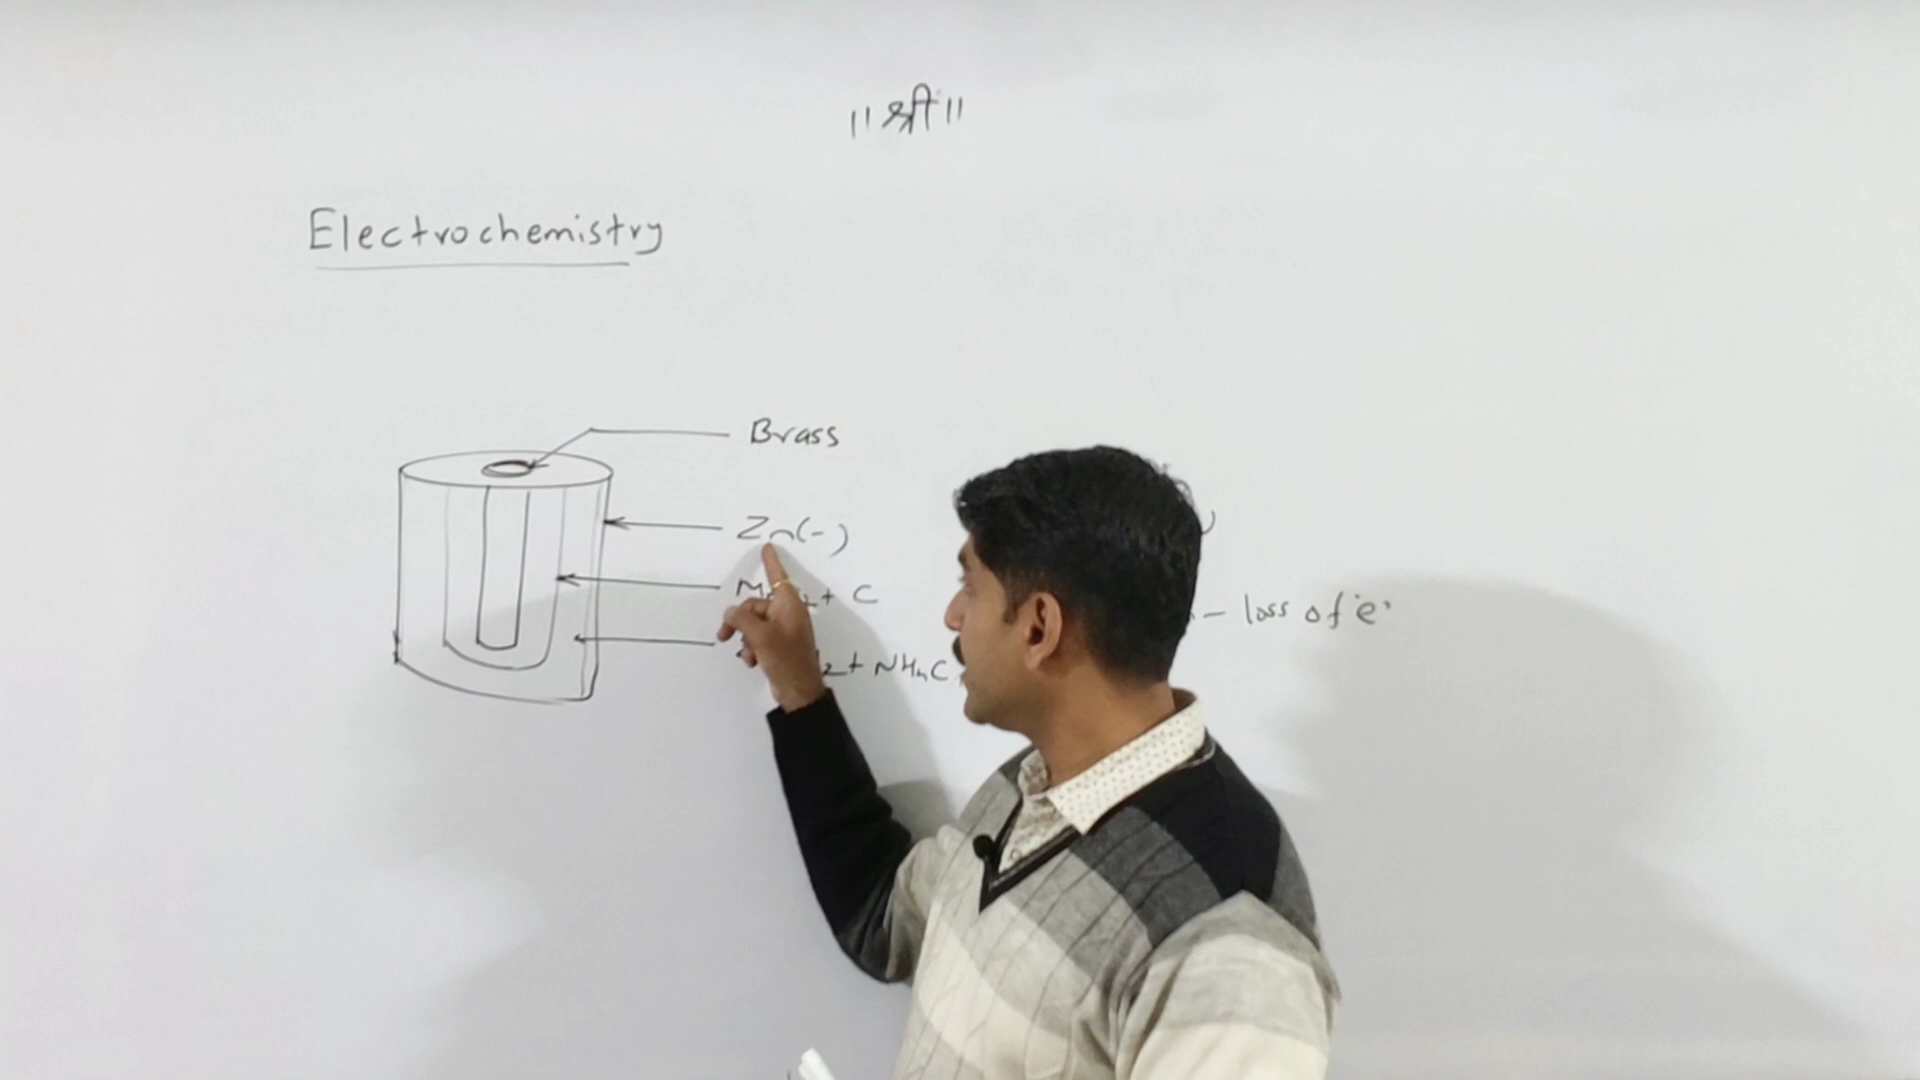 ॥ श्री ॥
Electrochemistry
Brass
Zn(-)
+ C
- loss of e
+ NH4C